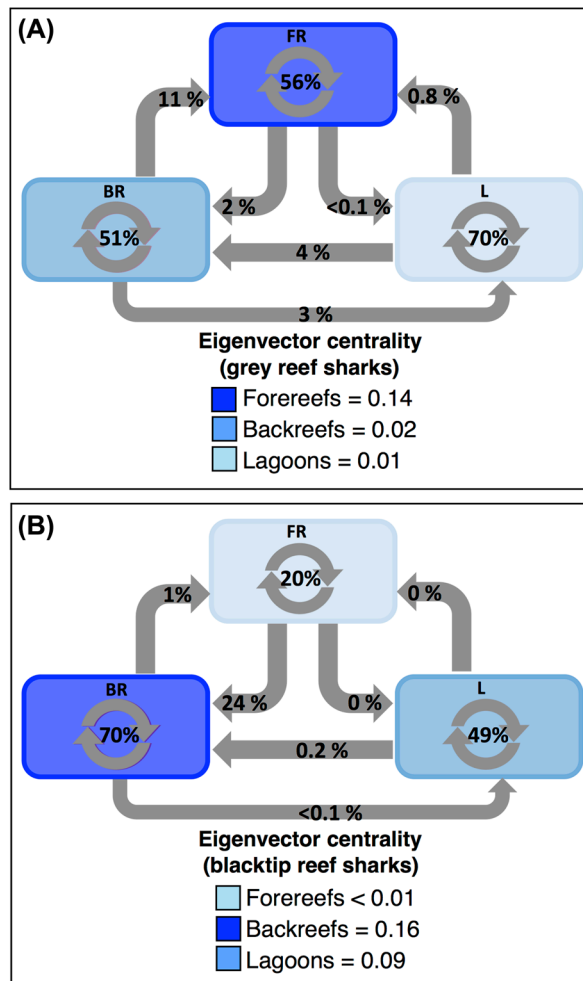 (A)
FR
56%
11 %
0.8 %
BR
51%
2 %
<0.1 %
L
70%
4 %
3 %
Eigenvector centrality
(grey reef sharks)
Forereefs = 0.14
Backreefs = 0.02
Lagoons = 0.01
(B)
FR
20%
1%
0 %
BR
70%
24 %
0 %
L
49%
0.2 %
<0.1 %
Eigenvector centrality
(blacktip reef sharks)
Forereefs < 0.01
Backreefs = 0.16
Lagoons = 0.09